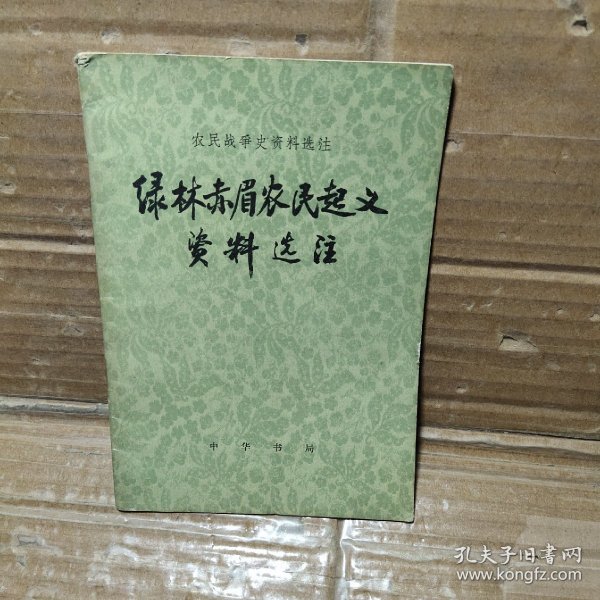 农民战争史资料选注
绿林赤眉农民起义
资料选注
中华书局
孔夫子旧书网
www.kongfz.com